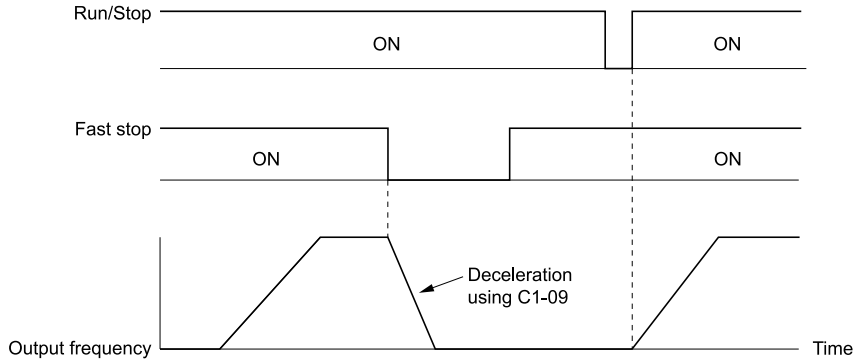 Run/Stop
ON
ON
Fast stop
ON
ON
Deceleration
using C1-09
Output frequency
Time